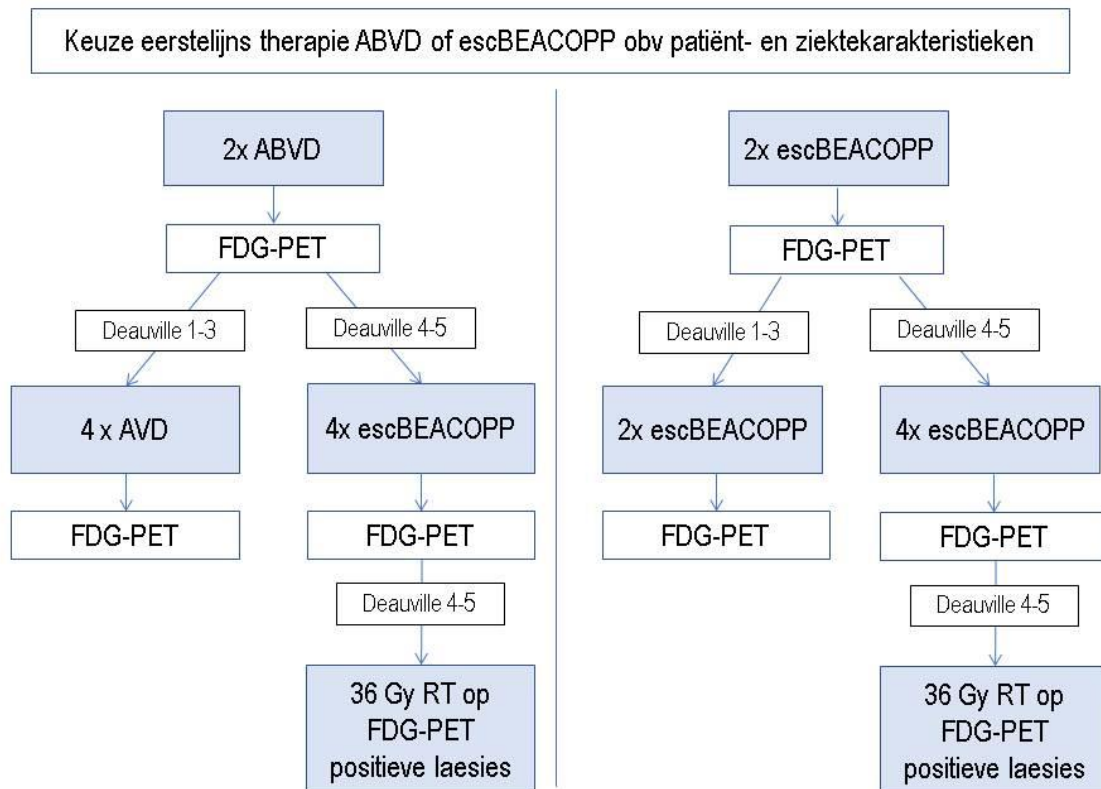 Keuze eerstelijns therapie ABVD of escBEACOPP obv patiënt- en ziektekarakteristieken
2x ABVD
FDG-PET
Deauville 1-3
Deauville 4-5
4 x AVD
4x escBEACOPP
FDG-PET
FDG-PET
Deauville 4-5
36 Gy RT op
FDG-PET
positieve laesies
2x escBEACOPP
FDG-PET
Deauville 1-3
Deauville 4-5
2x escBEACOPP
4x escBEACOPP
FDG-PET
FDG-PET
Deauville 4-5
36 Gy RT op
FDG-PET
positieve laesies